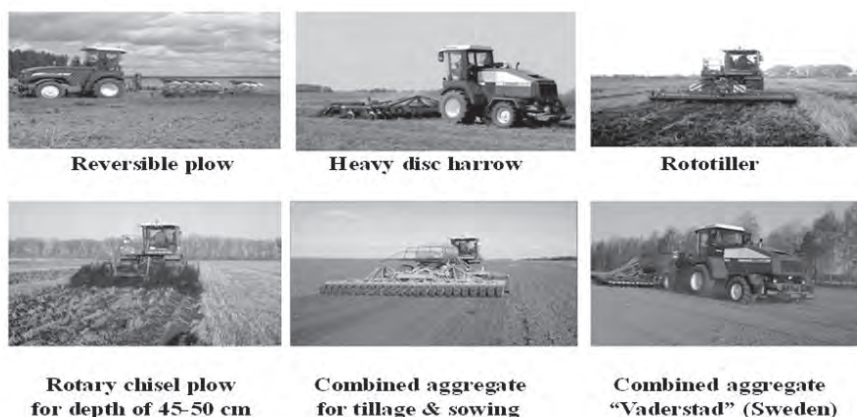 Reversible plow
Heavy disc harrow
Rototiller
Rotary chisel plow
for depth of 45-50 cm
Combined aggregate
for tillage & sowing
Combined aggregate
“Vaderstad” (Sweden)